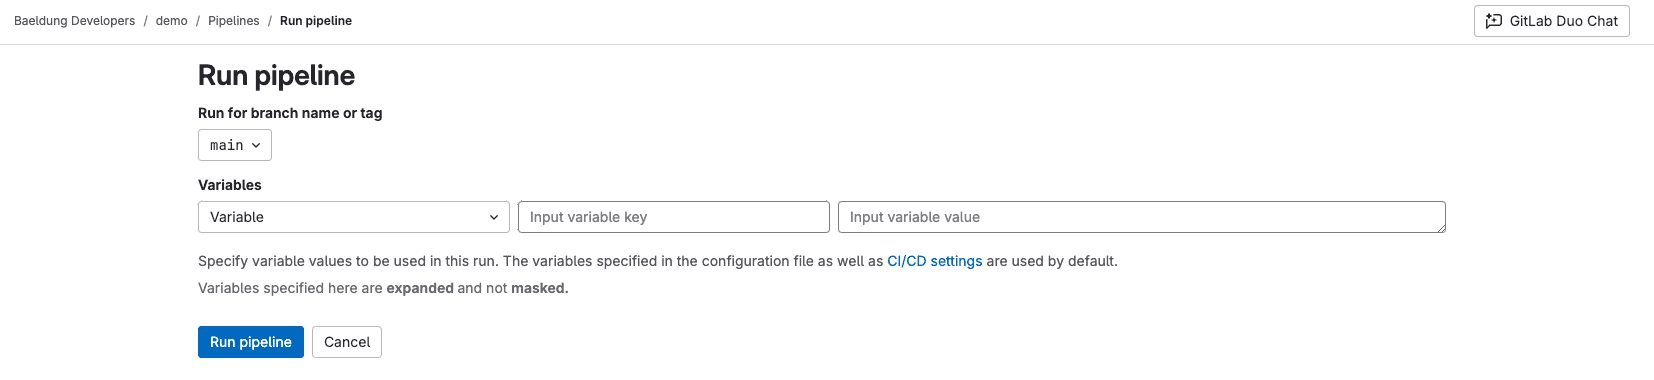 Baeldung Developers / demo / Pipelines / Run pipeline
GitLab Duo Chat
Run pipeline
Run for branch name or tag
main
Variables
Variable
Input variable key
Input variable value
Specify variable values to be used in this run. The variables specified in the configuration file as well as CI/CD settings are used by default.
Variables specified here are expanded and not masked.
Run pipeline
Cancel